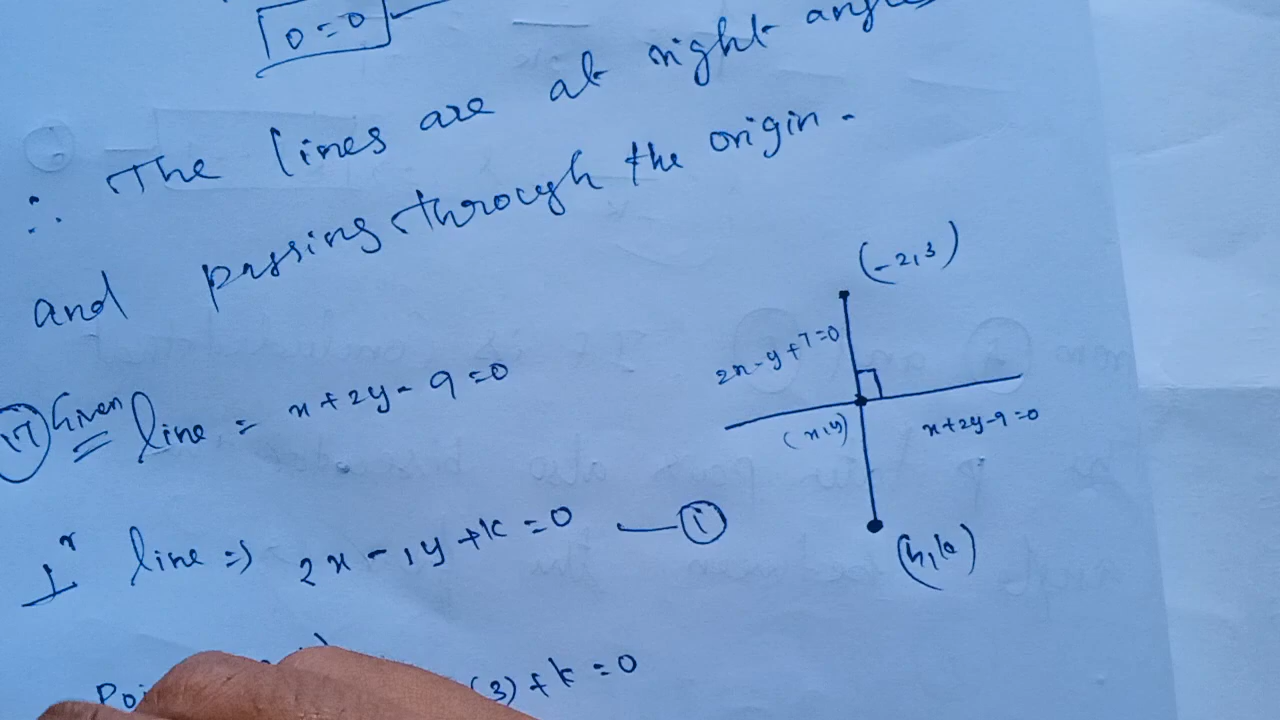 0=0
∴ The lines are at right angles
and passing through the origin.
(17) Given line = x+2y-9=0
⊥r line => 2x-1y+k=0 — (1)
(3)+k=0
(-2,3)
2x-y+7=0
(x,y)
x+2y-9=0
(h,k)